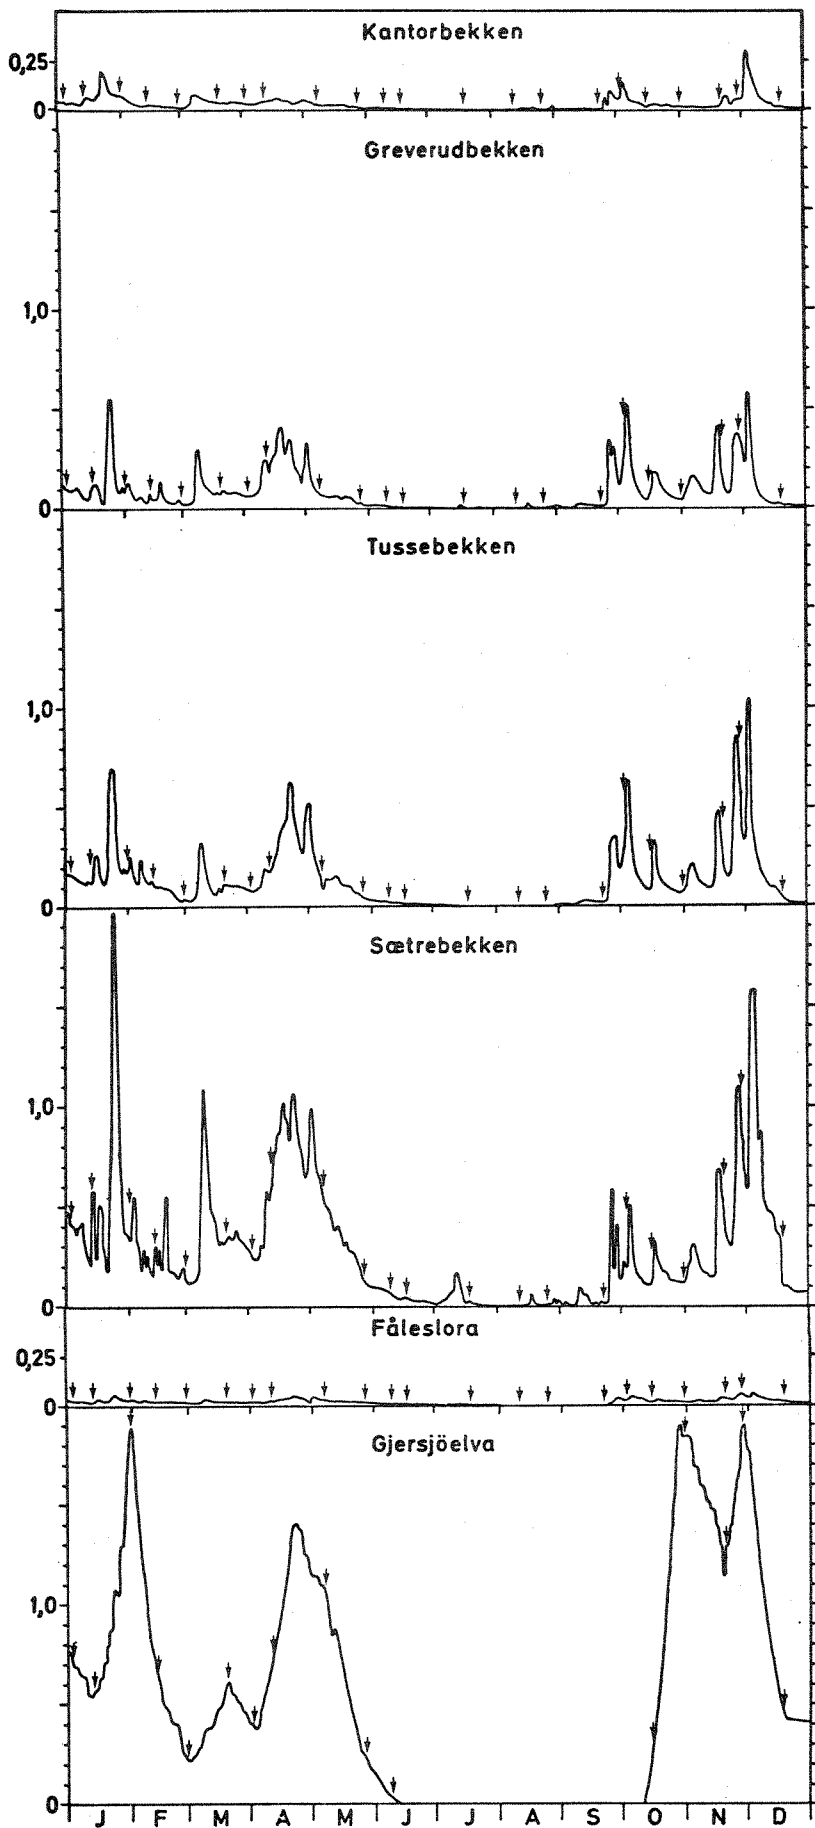 Kantorbekken
0,25
0
Greverudbekken
1,0
0
Tussebekken
1,0
0
Sætrebekken
1,0
0
Fåleslora
0,25
0
Gjersjöelva
1,0
0
J F M A M J J A S O N D